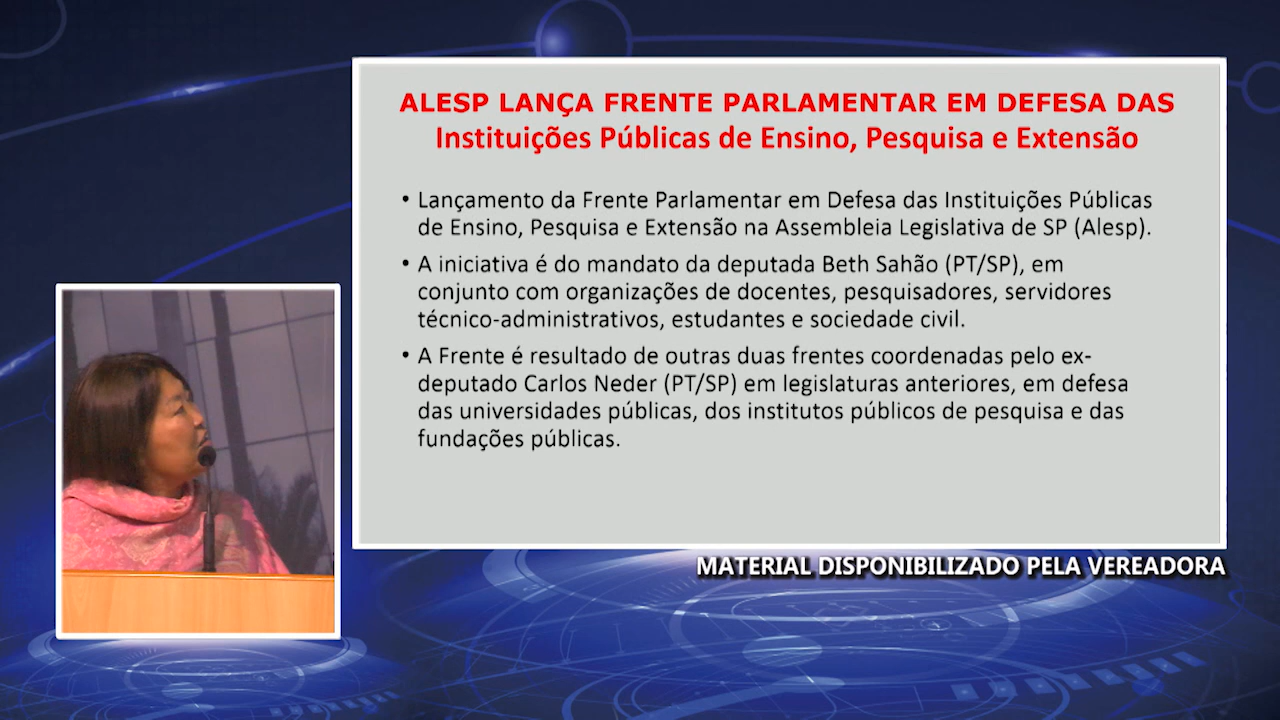 ALESP LANÇA FRENTE PARLAMENTAR EM DEFESA DAS
Instituições Públicas de Ensino, Pesquisa e Extensão
• Lançamento da Frente Parlamentar em Defesa das Instituições Públicas
de Ensino, Pesquisa e Extensão na Assembleia Legislativa de SP (Alesp).
• A iniciativa é do mandato da deputada Beth Sahão (PT/SP), em
conjunto com organizações de docentes, pesquisadores, servidores
técnico-administrativos, estudantes e sociedade civil.
• A Frente é resultado de outras duas frentes coordenadas pelo ex-
deputado Carlos Neder (PT/SP) em legislaturas anteriores, em defesa
das universidades públicas, dos institutos públicos de pesquisa e das
fundações públicas.
MATERIAL DISPONIBILIZADO PELA VEREADORA